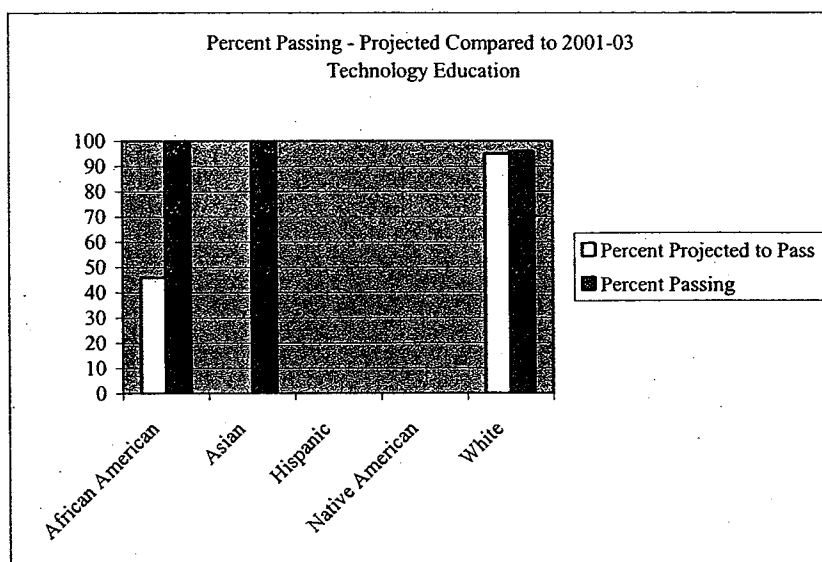 Percent Passing - Projected Compared to 2001-03
Technology Education
100
90
80
70
60
50
40
30
20
10
0
African American
Asian
Hispanic
Native American
White
Percent Projected to Pass
Percent Passing